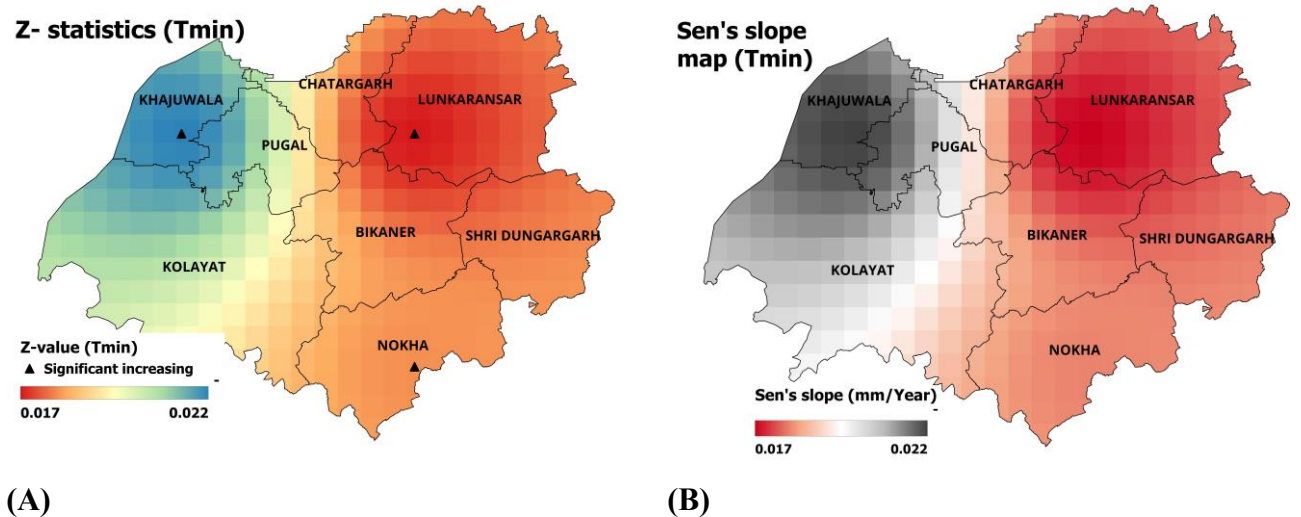 Z- statistics (Tmin)
CHATARGARH
KHAJUWALA
LUNKARANSAR
PUGAL
BIKANER
SHRI DUNGARGARH
KOLAYAT
NOKHA
Z-value (Tmin)
▲ Significant increasing
-
0.017 0.022
(A)
Sen's slope
map (Tmin)
CHATARGARH
KHAJUWALA
LUNKARANSAR
PUGAL
BIKANER
SHRI DUNGARGARH
KOLAYAT
NOKHA
Sen's slope (mm/Year)
-
0.017 0.022
(B)